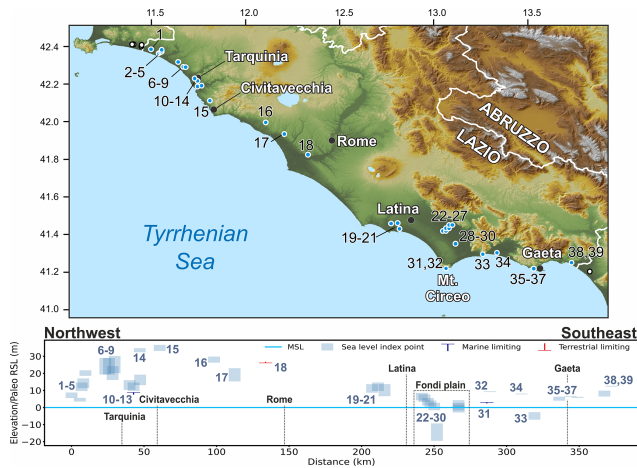 11.5 12.0 12.5 13.0 13.5
42.4
42.2
42.0
41.8
41.6
41.4
41.2
41.0
1
2-5
Tarquinia
6-9
Civitavecchia
10-14
15
16
17
18
Rome
ABRUZZO
LAZIO
Latina
22-27
19-21
28-30
Gaeta
38,39
31,32
33
34
35-37
Mt.
Circeo
Tyrrhenian
Sea
Northwest Southeast
MSL Sea level index point Marine limiting Terrestrial limiting
Elevation/Paleo RSL (m)
30
20
10
0
−10
−20
6-9
14
15
16
17
18
1-5
10-13
Civitavecchia
Tarquinia
Rome
19-21
Latina
Fondi plain
22-30
32
31
34
33
Gaeta
35-37
38,39
0 50 100 150 200 250 300 350
Distance (km)